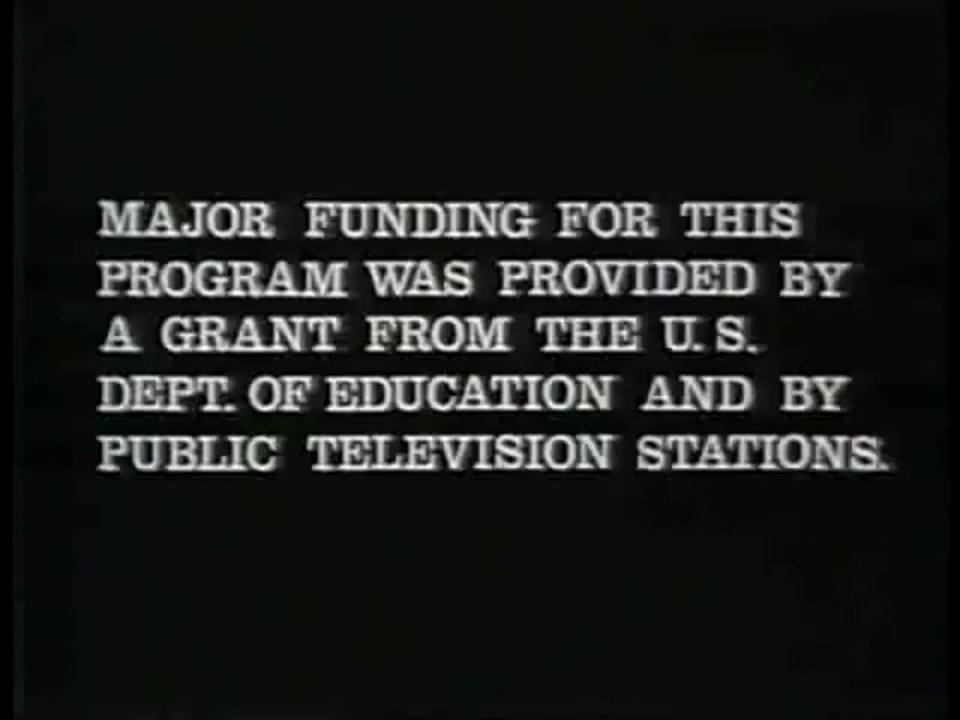 MAJOR FUNDING FOR THIS
PROGRAM WAS PROVIDED BY
A GRANT FROM THE U.S.
DEPT. OF EDUCATION AND BY
PUBLIC TELEVISION STATIONS.